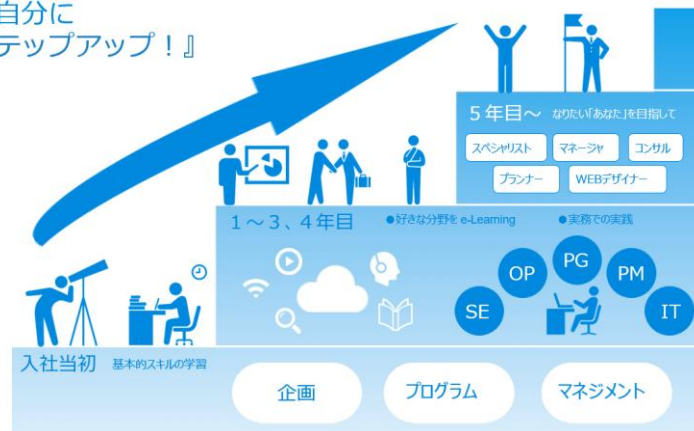 自分に
テップアップ！』
5年目～ なりたい「あなた」を目指して
スペシャリスト マネージャ コンサル
プランナー WEBデザイナー
1～3、4年目 ●好きな分野を e-Learning ●実務での実践
SE OP PG PM IT
入社当初 基本的スキルの学習
企画 プログラム マネジメント